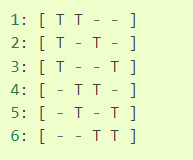 1: [ T T - - ]
2: [ T - T - ]
3: [ T - - T ]
4: [ - T T - ]
5: [ - T - T ]
6: [ - - T T ]